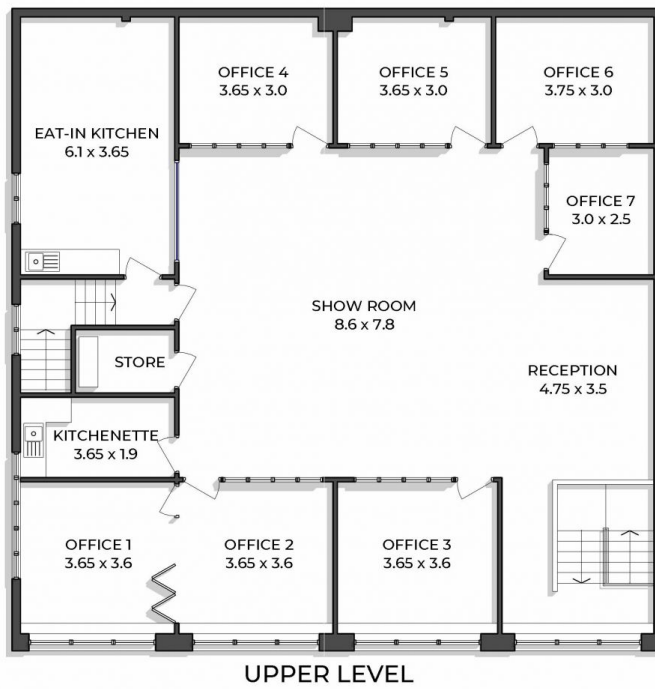 OFFICE 4
3.65 x 3.0
OFFICE 5
3.65 x 3.0
OFFICE 6
3.75 x 3.0
EAT-IN KITCHEN
6.1 x 3.65
OFFICE 7
3.0 x 2.5
SHOW ROOM
8.6 x 7.8
STORE
RECEPTION
4.75 x 3.5
KITCHENETTE
3.65 x 1.9
OFFICE 1
3.65 x 3.6
OFFICE 2
3.65 x 3.6
OFFICE 3
3.65 x 3.6
UPPER LEVEL